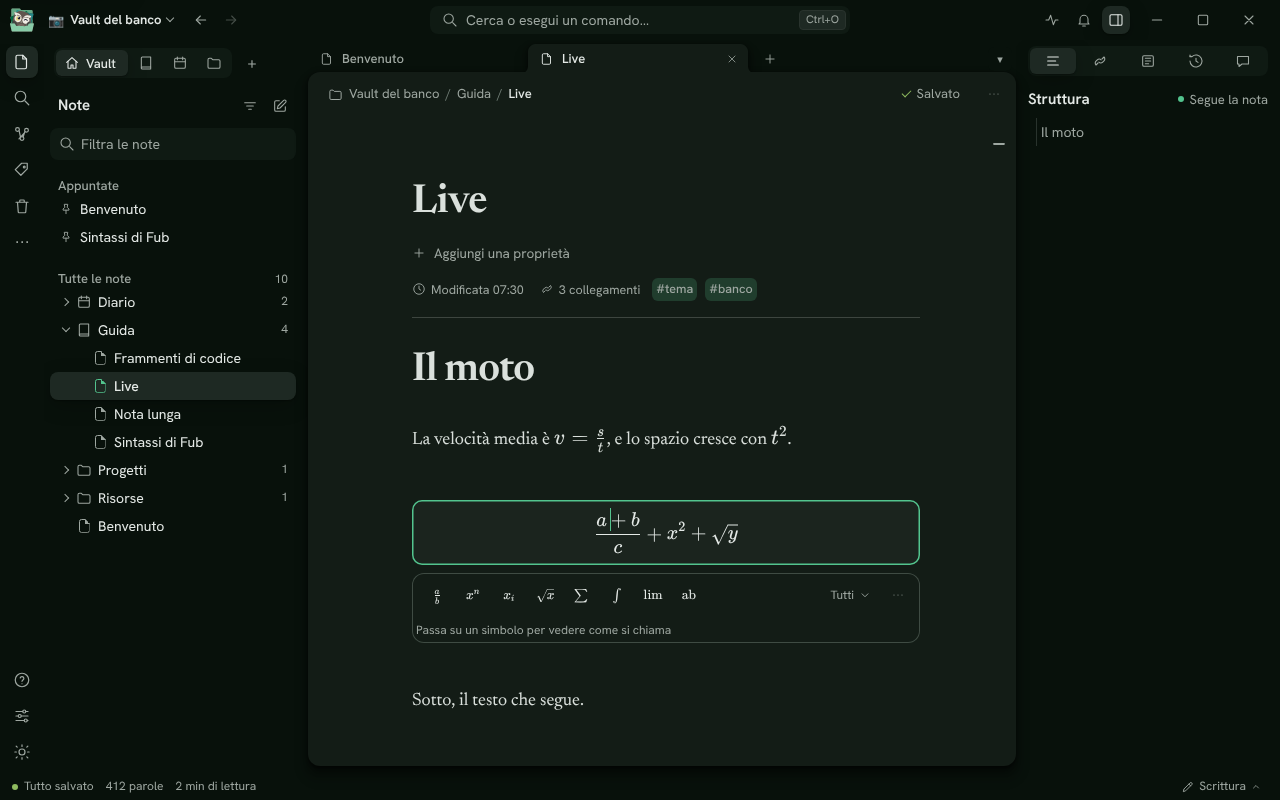 Vault del banco
Cerca o esegui un comando...
Ctrl+O
Vault
Benvenuto
Live
Note
Filtra le note
Appuntate
Benvenuto
Sintassi di Fub
Tutte le note 10
Diario 2
Guida 4
Frammenti di codice
Live
Nota lunga
Sintassi di Fub
Progetti 1
Risorse 1
Benvenuto
Vault del banco / Guida / Live
Salvato
Live
Aggiungi una proprietà
Modificata 07:30 3 collegamenti #tema #banco
Il moto
La velocità media è v = s/t, e lo spazio cresce con t².
(a + b)/c + x² + √y
a/b xⁿ xᵢ √x ∑ ∫ lim ab Tutti
Passa su un simbolo per vedere come si chiama
Sotto, il testo che segue.
Struttura
Segue la nota
Il moto
Tutto salvato 412 parole 2 min di lettura
Scrittura